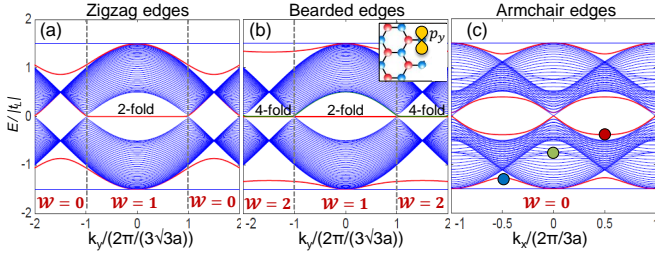 Zigzag edges
Bearded edges
Armchair edges
(a)
(b)
(c)
p_y
E/|t_L|
2
1
0
-1
-2
2-fold
4-fold
2-fold
4-fold
𝒲 = 0
𝒲 = 1
𝒲 = 0
𝒲 = 2
𝒲 = 1
𝒲 = 2
𝒲 = 0
-2 -1 0 1 2
-2 -1 0 1 2
-1 -0.5 0 0.5 1
k_y/(2π/(3√3a))
k_y/(2π/(3√3a))
k_x/(2π/3a)